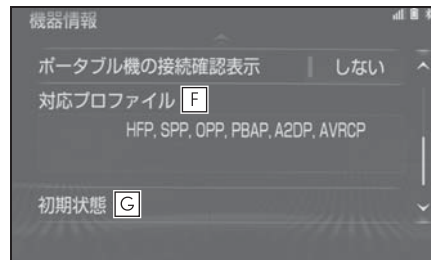 機器情報
ポータブル機の接続確認表示 しない
対応プロファイル F
HFP, SPP, OPP, PBAP, A2DP, AVRCP
初期状態 G